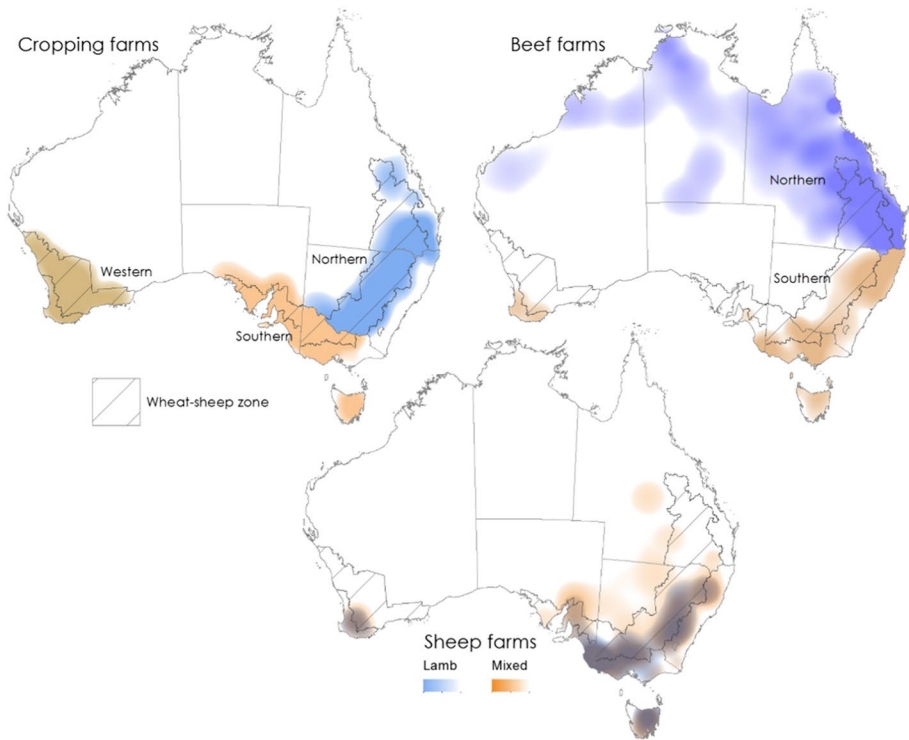 Cropping farms
Beef farms
Northern
Western
Northern
Southern
Southern
Wheat-sheep zone
Sheep farms
Lamb
Mixed